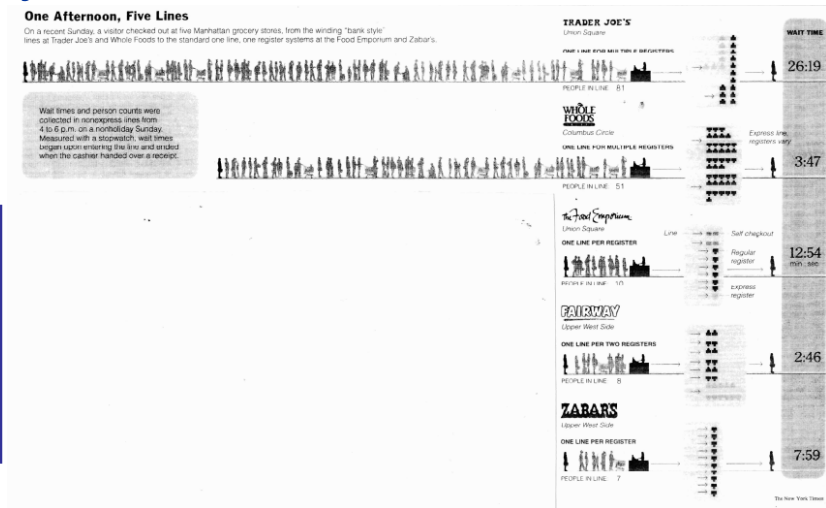 One Afternoon, Five Lines
On a recent Sunday, a visitor checked out at five Manhattan grocery stores, from the winding "bank style"
lines at Trader Joe's and Whole Foods to the standard one line, one register systems at the Food Emporium and Zabar's.
Wait times and person counts were
collected in nonexpress lines from
4 to 6 p.m. on a nonholiday Sunday.
Measured with a stopwatch, wait times
began upon entering the line and ended
when the cashier handed over a receipt.
TRADER JOE'S
Union Square
ONE LINE FOR MULTIPLE REGISTERS
PEOPLE IN LINE: 81
WAIT TIME
26:19
WHOLE
FOODS
Columbus Circle
ONE LINE FOR MULTIPLE REGISTERS
PEOPLE IN LINE: 51
Express line,
registers vary
3:47
the Food Emporium
Union Square
ONE LINE PER REGISTER
PEOPLE IN LINE: 10
Line
Self checkout
Regular
register
Express
register
12:54
min. sec
FAIRWAY
Upper West Side
ONE LINE PER TWO REGISTERS
PEOPLE IN LINE: 8
2:46
ZABAR'S
Upper West Side
ONE LINE PER REGISTER
PEOPLE IN LINE: 7
7:59
The New York Times